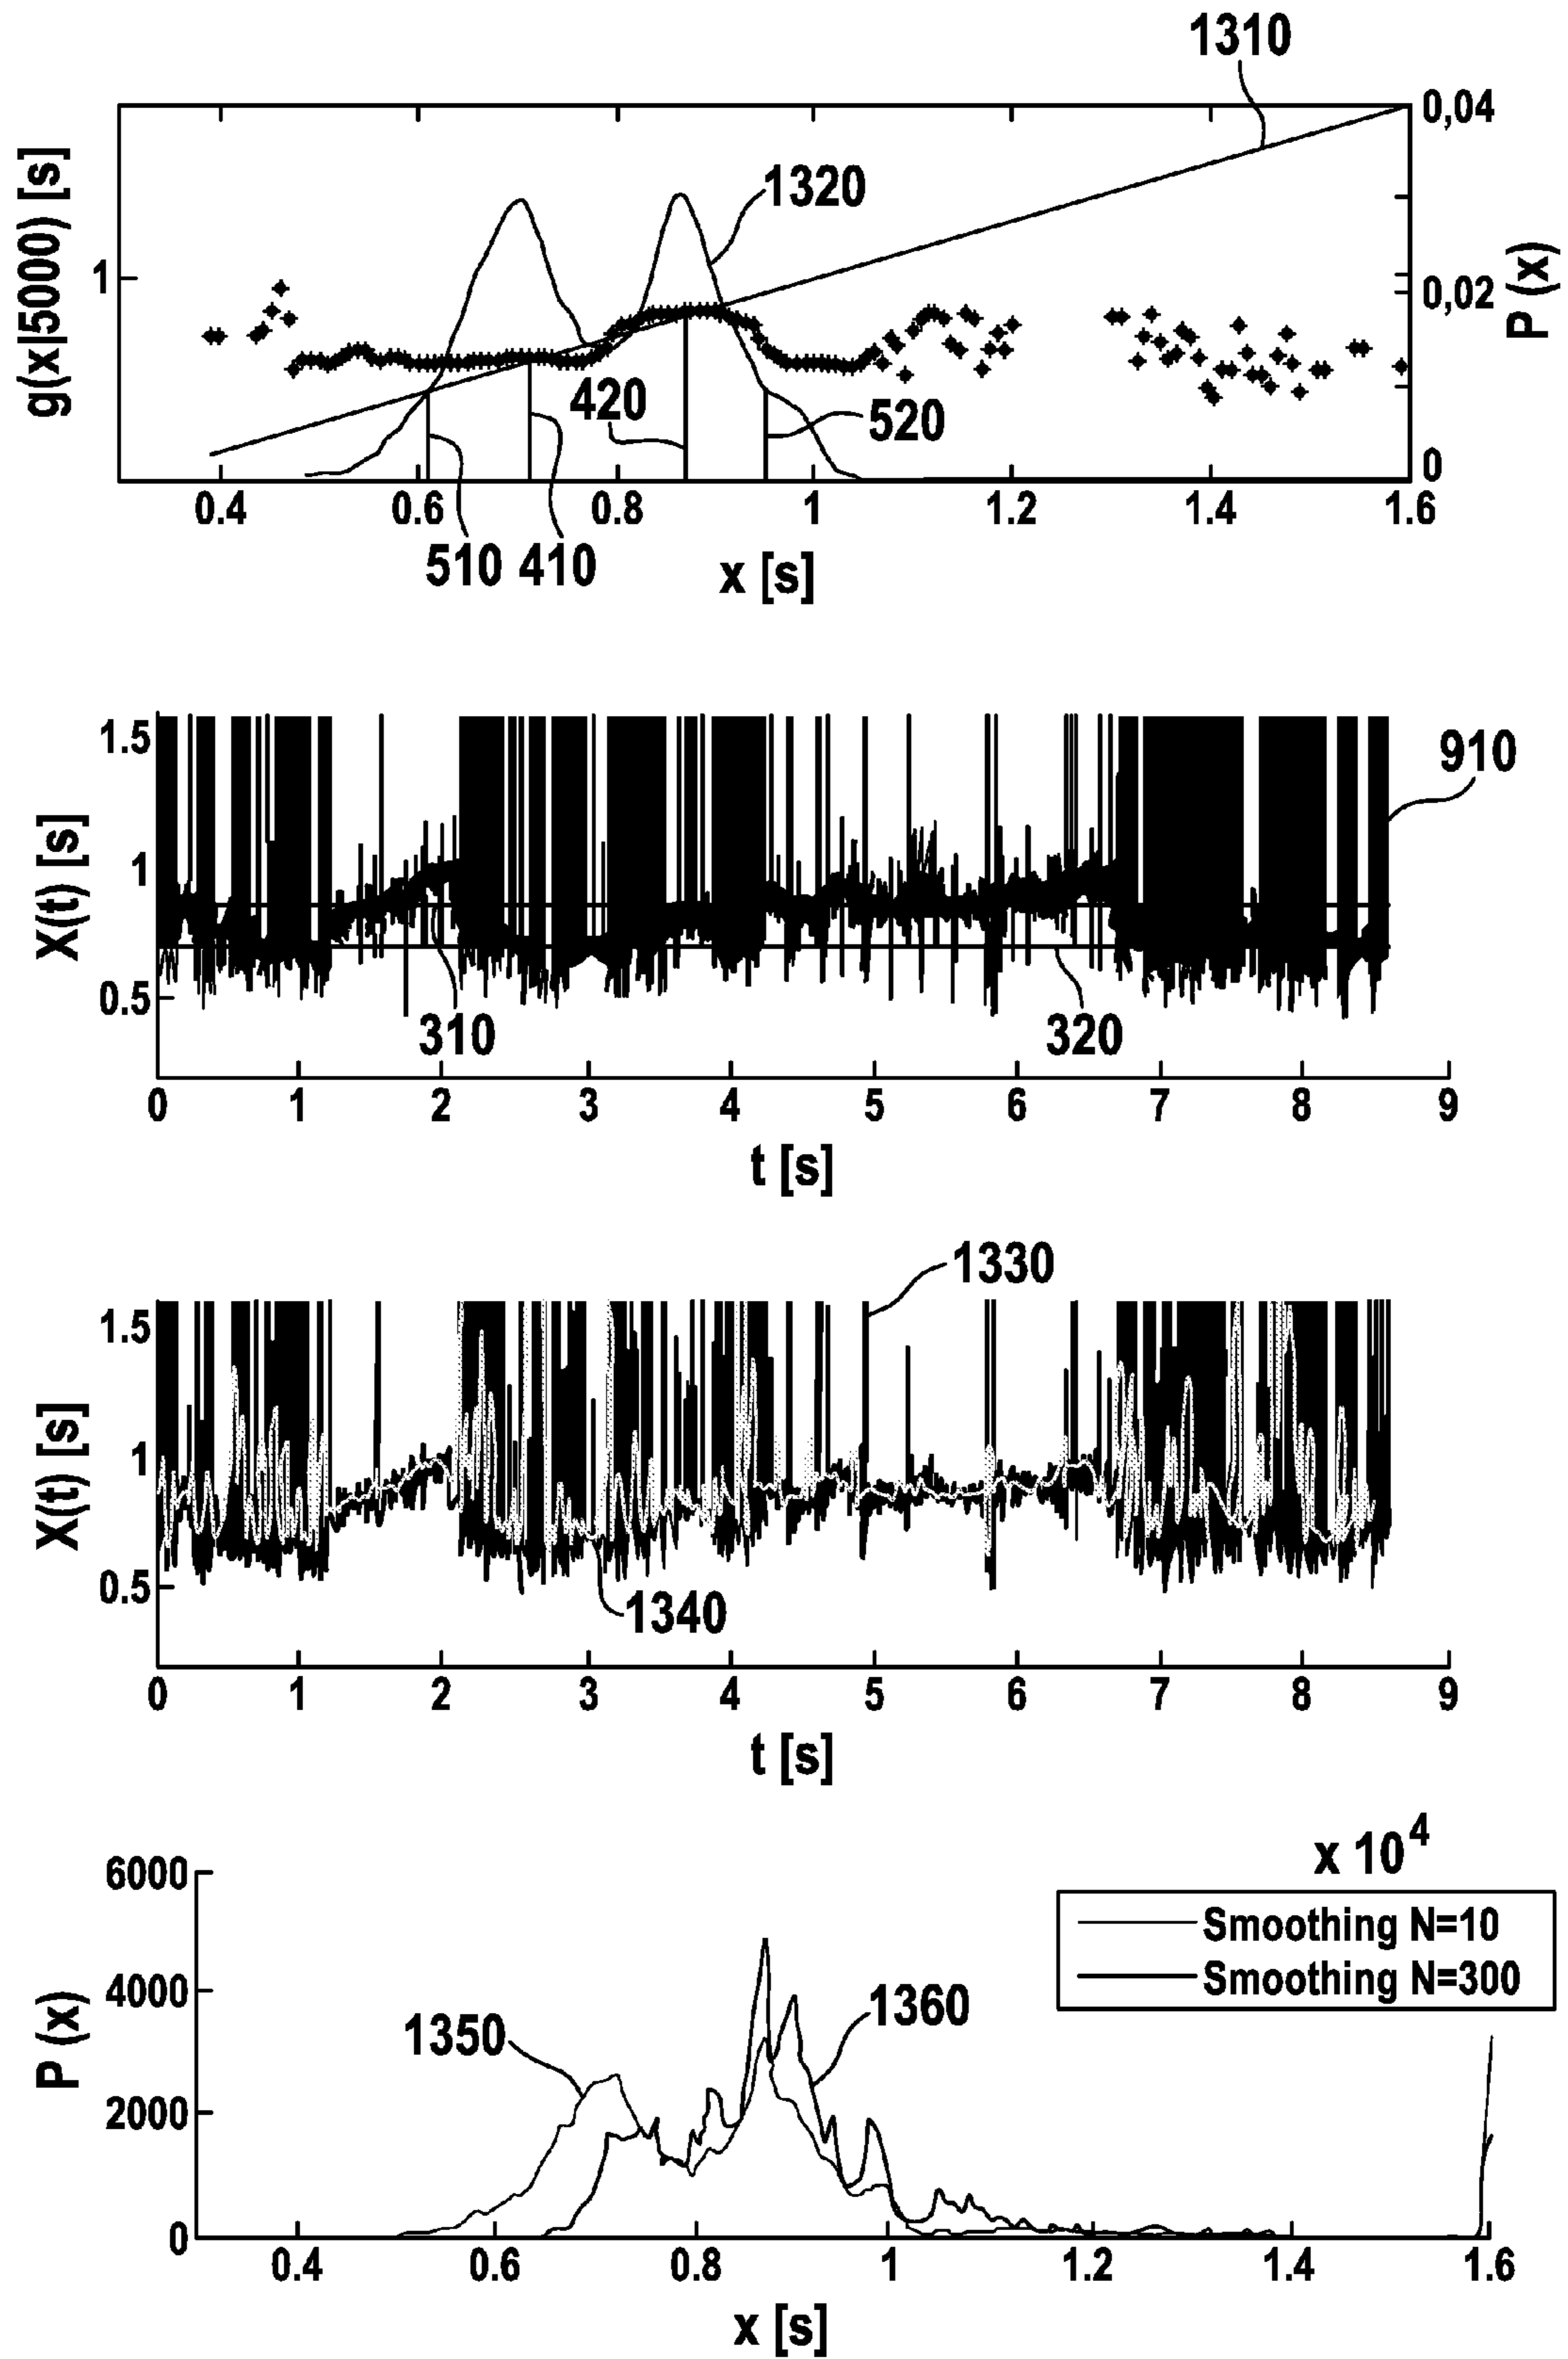 1310
g(x|5000) [s]
1
1320
0,04
0,02
0
P (x)
420
520
0.4 0.6 0.8 1 1.2 1.4 1.6
510 410
x [s]
X(t) [s]
1.5
1
0.5
910
310
320
0 1 2 3 4 5 6 7 8 9
t [s]
1330
X(t) [s]
1.5
1
0.5
1340
0 1 2 3 4 5 6 7 8 9
t [s]
x 10^4
P (x)
6000
4000
2000
0
Smoothing N=10
Smoothing N=300
1350
1360
0.4 0.6 0.8 1 1.2 1.4 1.6
x [s]